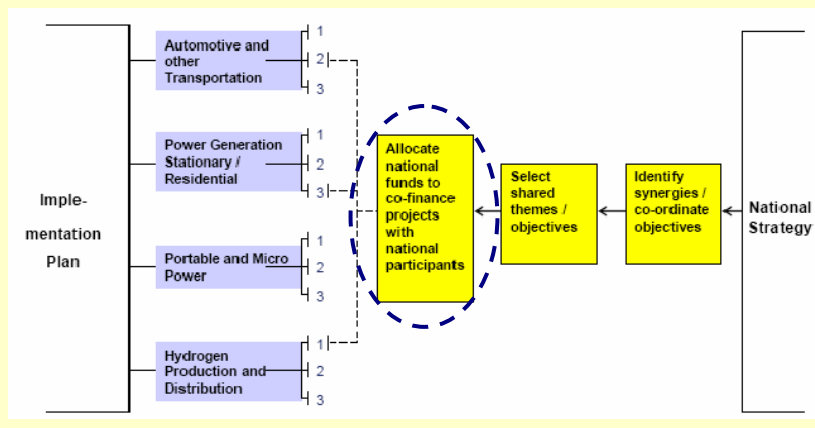 Imple-
mentation
Plan
Automotive and
other
Transportation
1
2
3
Power Generation
Stationary /
Residential
1
2
3
Portable and Micro
Power
1
2
3
Hydrogen
Production and
Distribution
1
2
3
Allocate
national
funds to
co-finance
projects
with
national
participants
Select
shared
themes /
objectives
Identify
synergies /
co-ordinate
objectives
National
Strategy